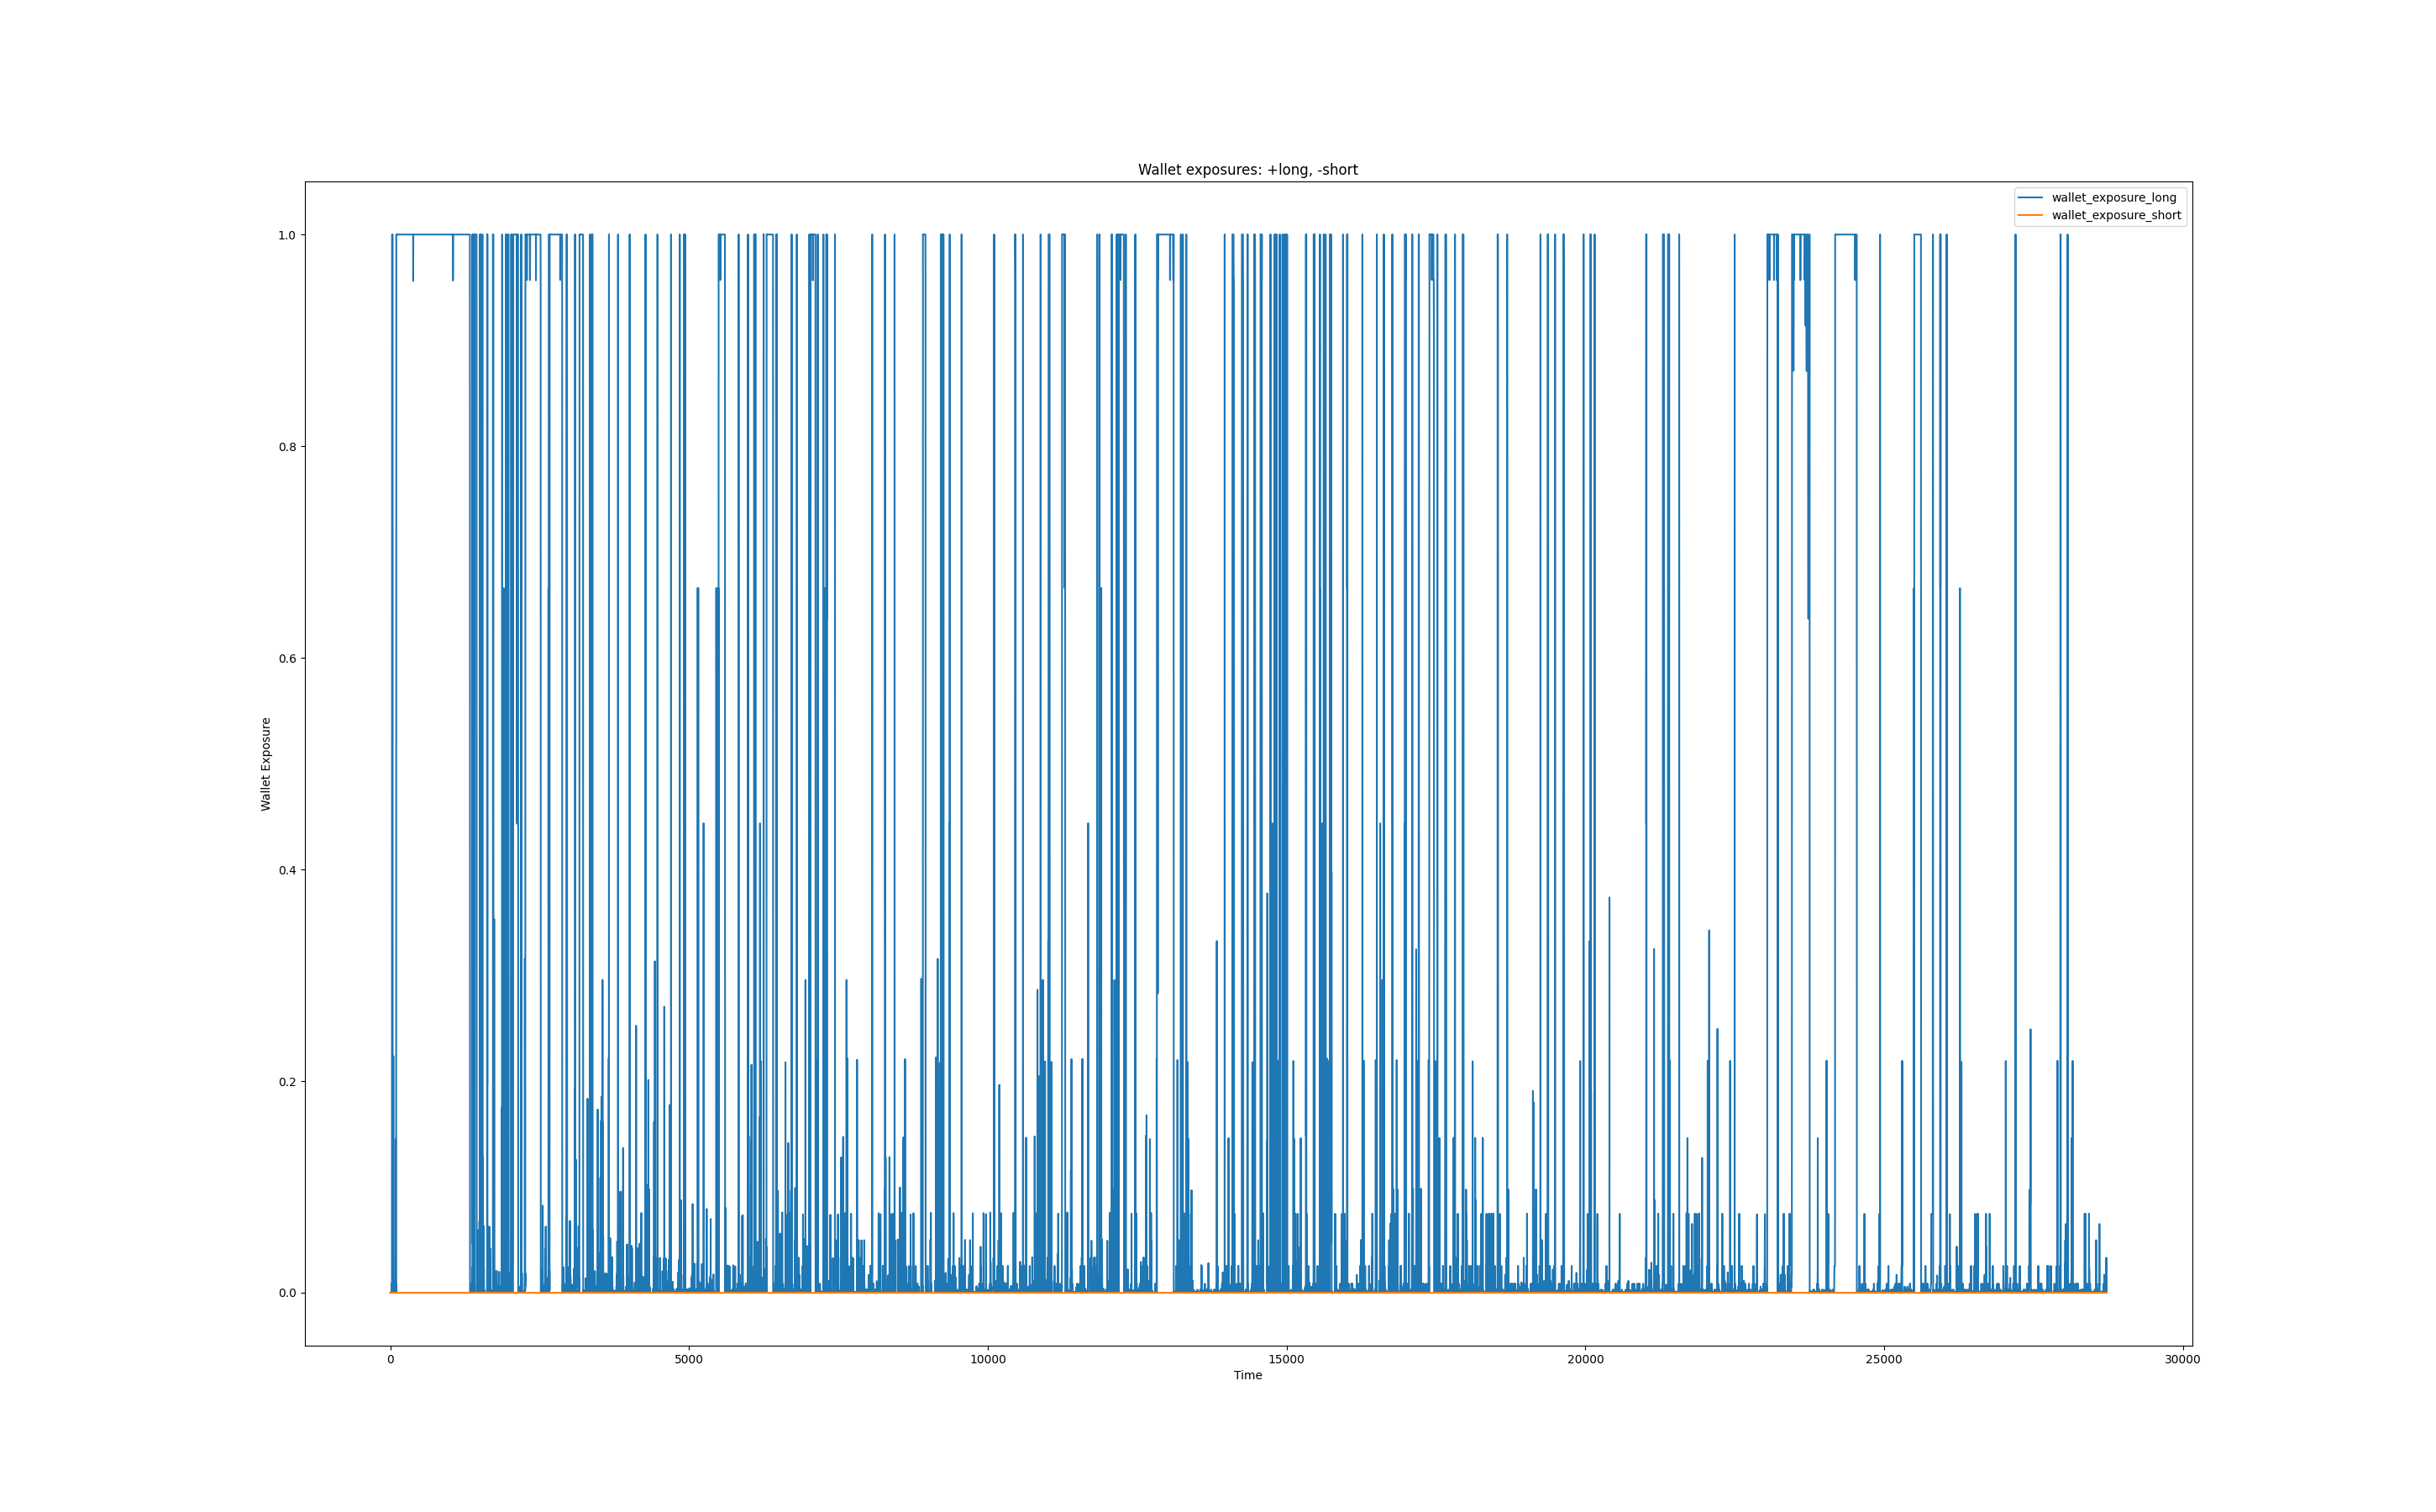 Wallet exposures: +long, -short
wallet_exposure_long
wallet_exposure_short
1.0
0.8
0.6
0.4
0.2
0.0
Wallet Exposure
0 5000 10000 15000 20000 25000 30000
Time